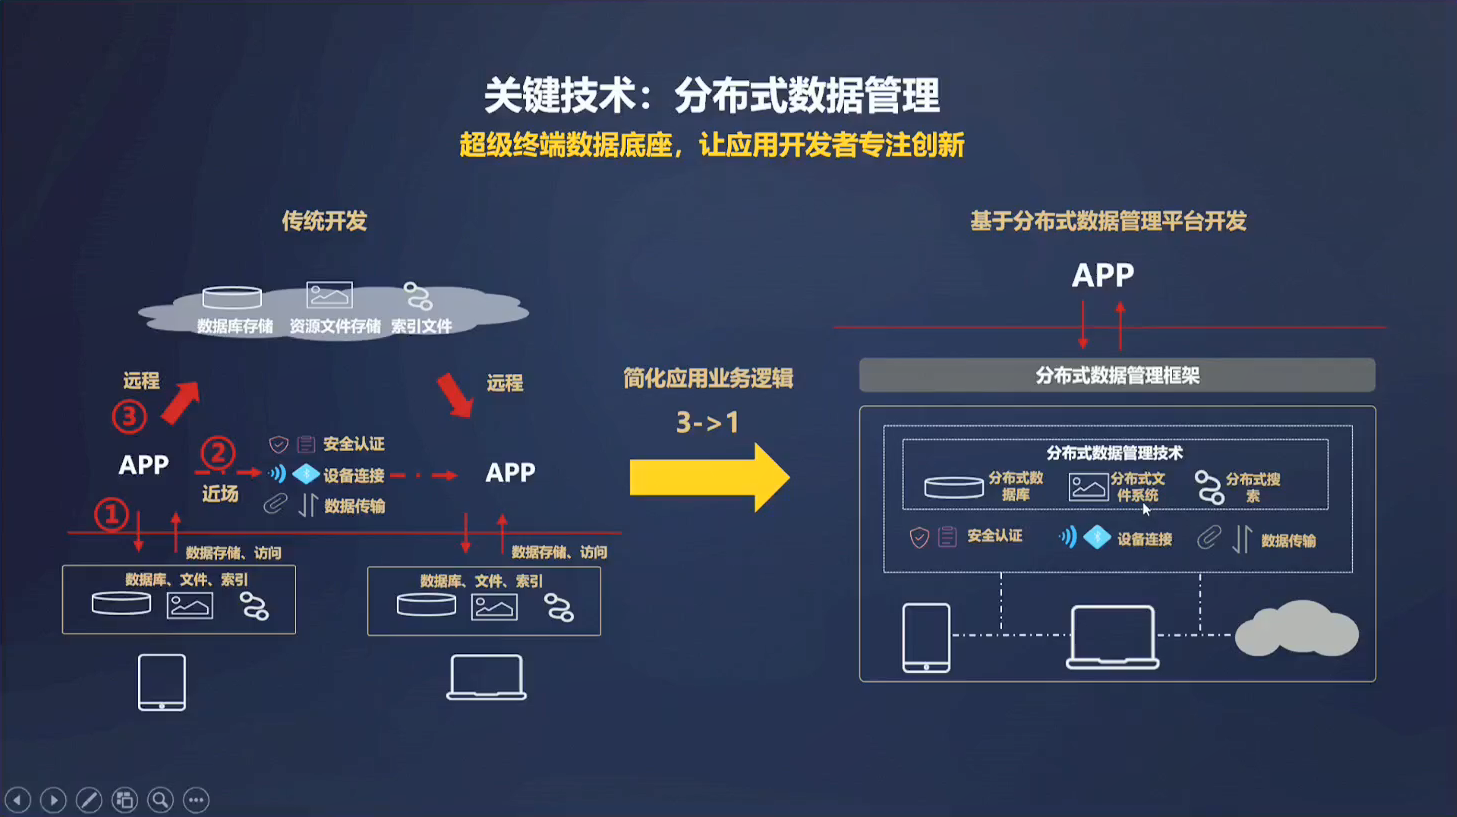 关键技术：分布式数据管理
超级终端数据底座，让应用开发者专注创新
传统开发
数据库存储 资源文件存储 索引文件
远程
远程
③
APP
②
近场
安全认证
设备连接
数据传输
APP
①
数据存储、访问
数据存储、访问
数据库、文件、索引
数据库、文件、索引
简化应用业务逻辑
3->1
基于分布式数据管理平台开发
APP
分布式数据管理框架
分布式数据管理技术
分布式数
据库
分布式文
件系统
分布式搜
索
安全认证
设备连接
数据传输